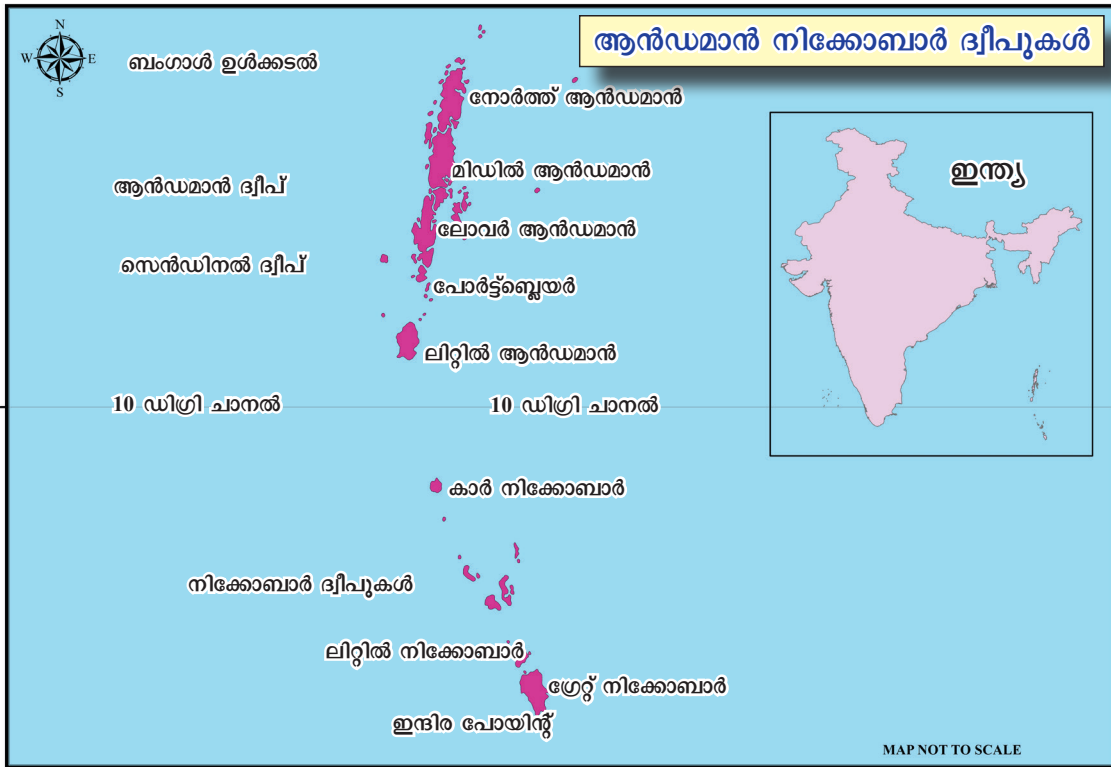 N
W
E
S
ആൻഡമാൻ നിക്കോബാർ ദ്വീപുകൾ
ബംഗാൾ ഉൾക്കടൽ
നോർത്ത് ആൻഡമാൻ
ഇന്ത്യ
മിഡിൽ ആൻഡമാൻ
ആൻഡമാൻ ദ്വീപ്
ലോവർ ആൻഡമാൻ
സെൻഡിനൽ ദ്വീപ്
പോർട്ട്ബ്ലെയർ
ലിറ്റിൽ ആൻഡമാൻ
10 ഡിഗ്രി ചാനൽ
10 ഡിഗ്രി ചാനൽ
കാർ നിക്കോബാർ
നിക്കോബാർ ദ്വീപുകൾ
ലിറ്റിൽ നിക്കോബാർ
ഗ്രേറ്റ് നിക്കോബാർ
ഇന്ദിര പോയിന്റ്
MAP NOT TO SCALE